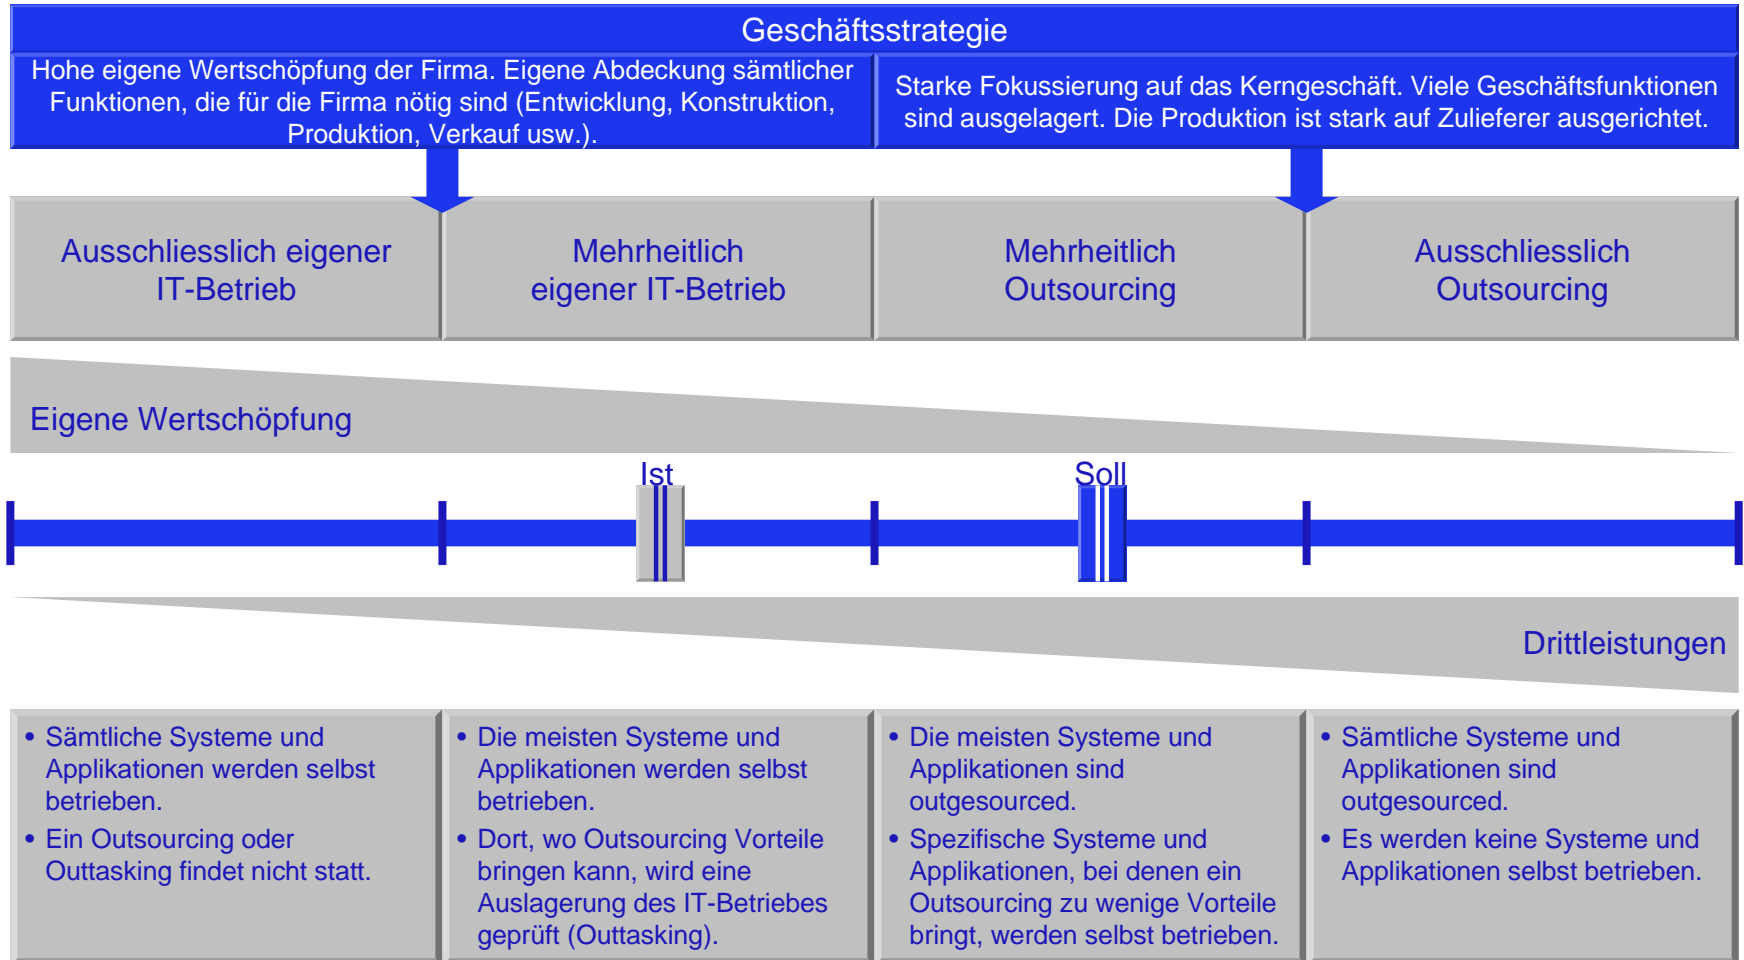 Geschäftsstrategie
Hohe eigene Wertschöpfung der Firma. Eigene Abdeckung sämtlicher
Funktionen, die für die Firma nötig sind (Entwicklung, Konstruktion,
Produktion, Verkauf usw.).
Starke Fokussierung auf das Kerngeschäft. Viele Geschäftsfunktionen
sind ausgelagert. Die Produktion ist stark auf Zulieferer ausgerichtet.
Ausschliesslich eigener
IT-Betrieb
Mehrheitlich
eigener IT-Betrieb
Mehrheitlich
Outsourcing
Ausschliesslich
Outsourcing
Eigene Wertschöpfung
Ist
Soll
Drittleistungen
• Sämtliche Systeme und
Applikationen werden selbst
betrieben.
• Ein Outsourcing oder
Outtasking findet nicht statt.
• Die meisten Systeme und
Applikationen werden selbst
betrieben.
• Dort, wo Outsourcing Vorteile
bringen kann, wird eine
Auslagerung des IT-Betriebes
geprüft (Outtasking).
• Die meisten Systeme und
Applikationen sind
outgesourced.
• Spezifische Systeme und
Applikationen, bei denen ein
Outsourcing zu wenige Vorteile
bringt, werden selbst betrieben.
• Sämtliche Systeme und
Applikationen sind
outgesourced.
• Es werden keine Systeme und
Applikationen selbst betrieben.